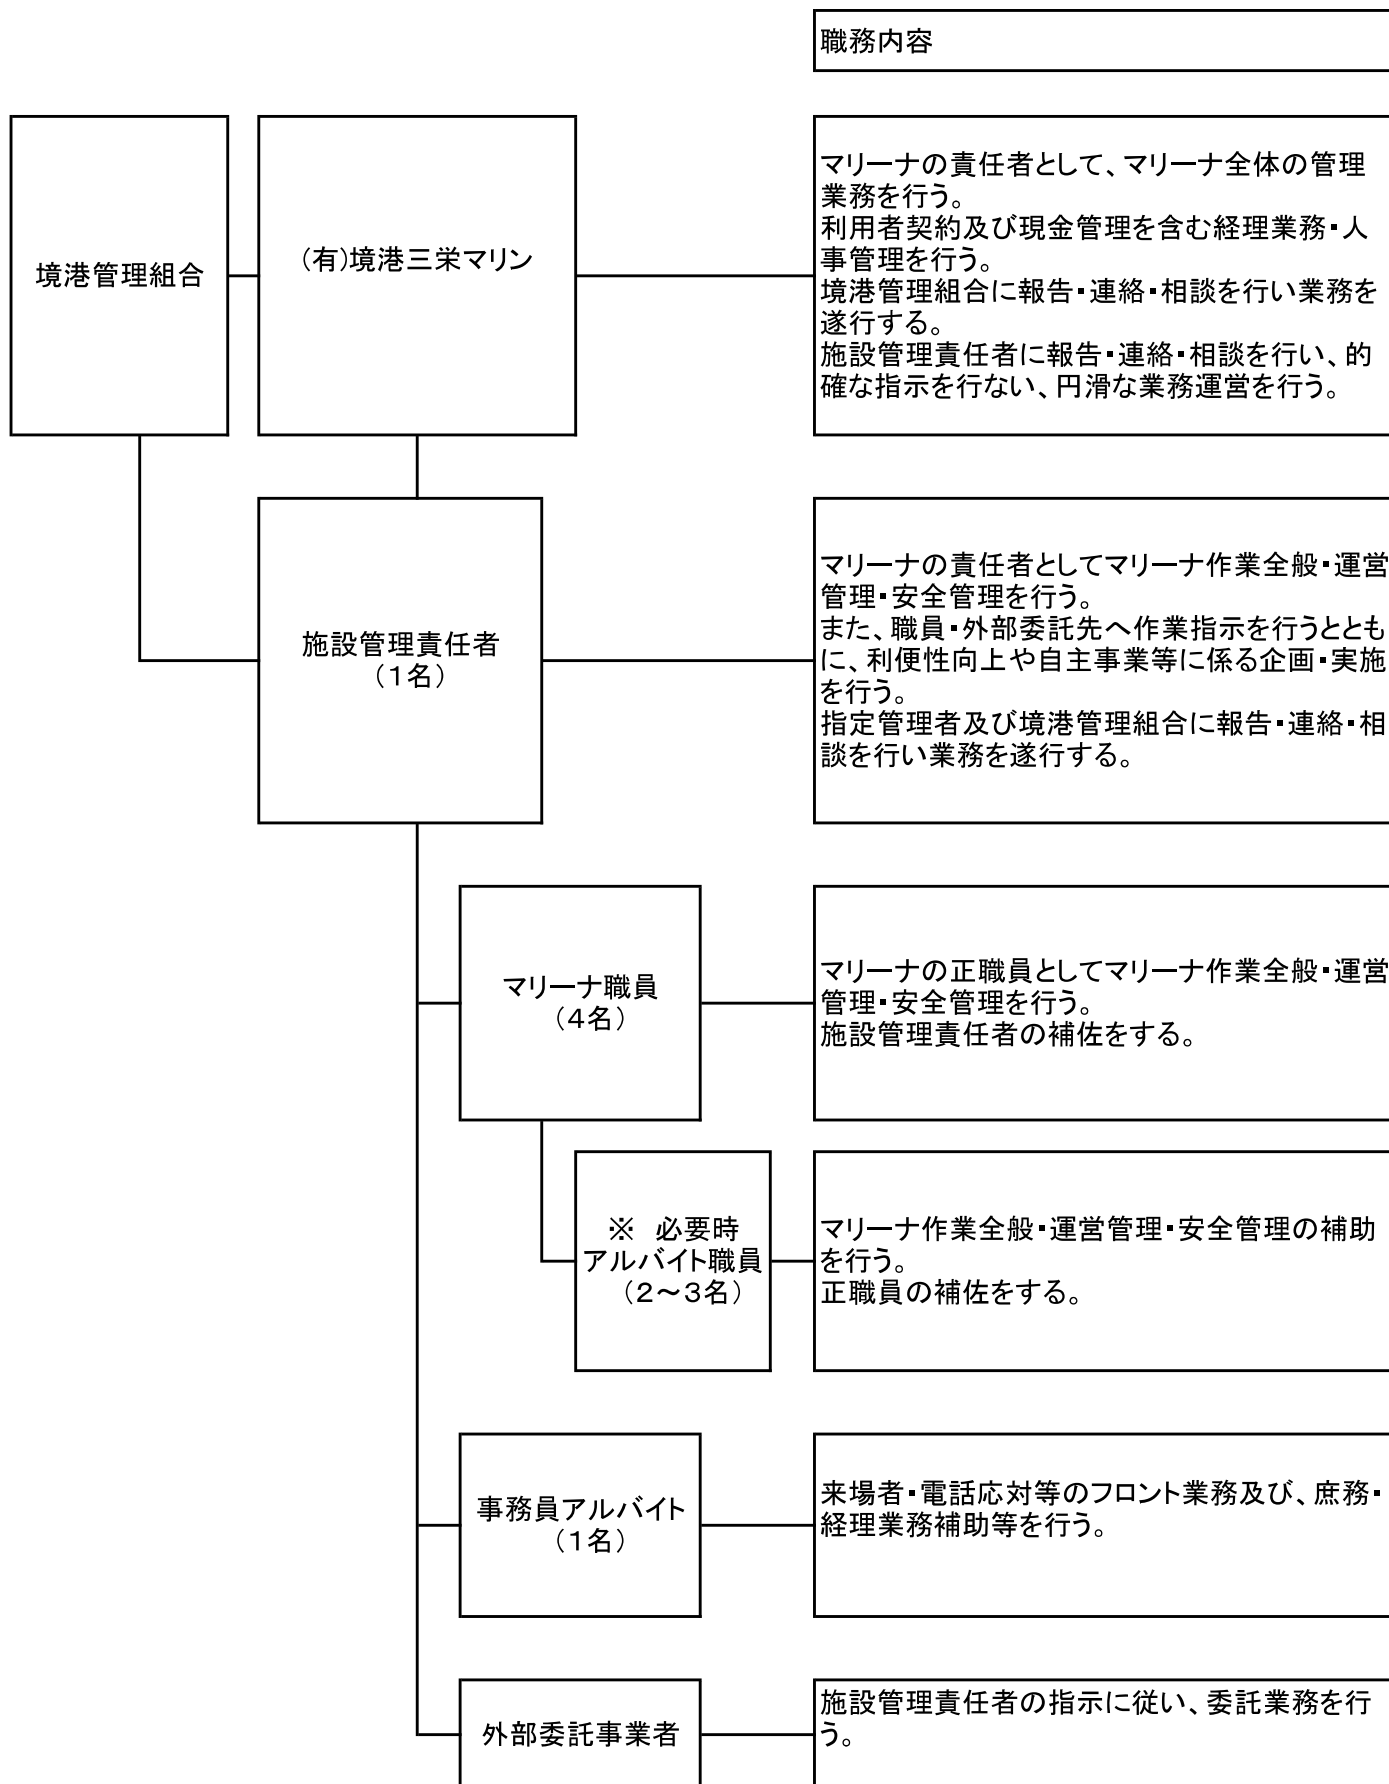 職務内容
境港管理組合
(有)境港三栄マリン
マリーナの責任者として、マリーナ全体の管理
業務を行う。
利用者契約及び現金管理を含む経理業務・人
事管理を行う。
境港管理組合に報告・連絡・相談を行い業務を
遂行する。
施設管理責任者に報告・連絡・相談を行い、的
確な指示を行ない、円滑な業務運営を行う。
施設管理責任者
(1名)
マリーナの責任者としてマリーナ作業全般・運営
管理・安全管理を行う。
また、職員・外部委託先へ作業指示を行うととも
に、利便性向上や自主事業等に係る企画・実施
を行う。
指定管理者及び境港管理組合に報告・連絡・相
談を行い業務を遂行する。
マリーナ職員
(4名)
マリーナの正職員としてマリーナ作業全般・運営
管理・安全管理を行う。
施設管理責任者の補佐をする。
※ 必要時
アルバイト職員
(2～3名)
マリーナ作業全般・運営管理・安全管理の補助
を行う。
正職員の補佐をする。
事務員アルバイト
(1名)
来場者・電話応対等のフロント業務及び、庶務・
経理業務補助等を行う。
外部委託事業者
施設管理責任者の指示に従い、委託業務を行
う。